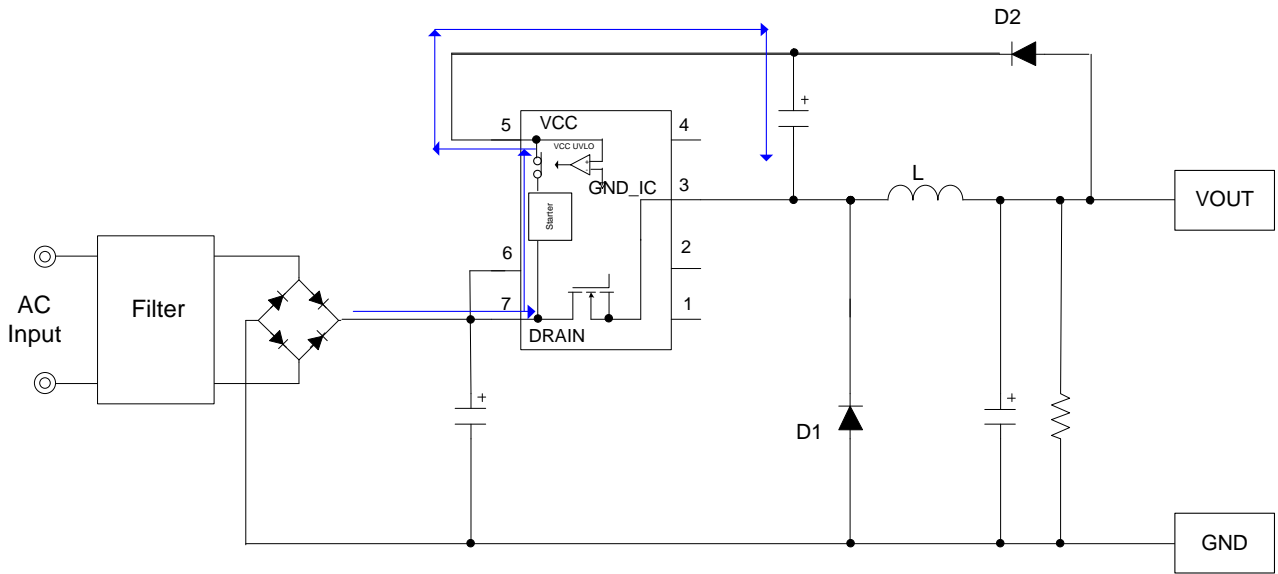 D2
+
5
VCC
4
VCC UVLO
+
-
GND_IC
3
L
VOUT
Starter
6
2
AC
Input
Filter
7
1
DRAIN
+
+
D1
GND